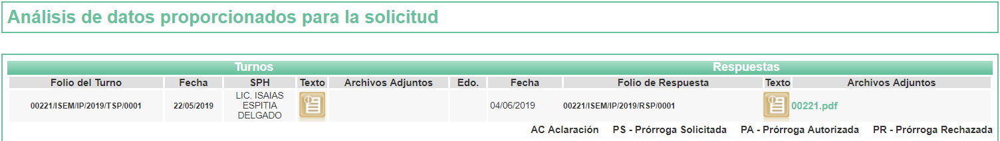 Análisis de datos proporcionados para la solicitud
Turnos Respuestas
Folio del Turno Fecha SPH Texto Archivos Adjuntos Edo. Fecha Folio de Respuesta Texto Archivos Adjuntos
00221/ISEM/IP/2019/TSP/0001 22/05/2019 LIC. ISAIAS ESPITIA DELGADO 04/06/2019 00221/ISEM/IP/2019/RSP/0001 00221.pdf
AC Aclaración PS - Prórroga Solicitada PA - Prórroga Autorizada PR - Prórroga Rechazada